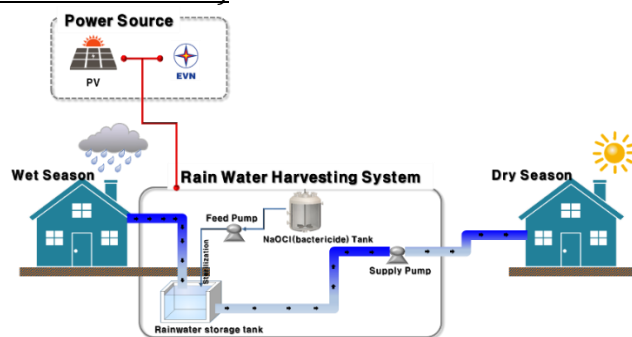 Power Source
PV
EVN
Wet Season
Rain Water Harvesting System
Dry Season
Feed Pump
NaOCl(bactericide) Tank
Sterilization
Supply Pump
Rainwater storage tank